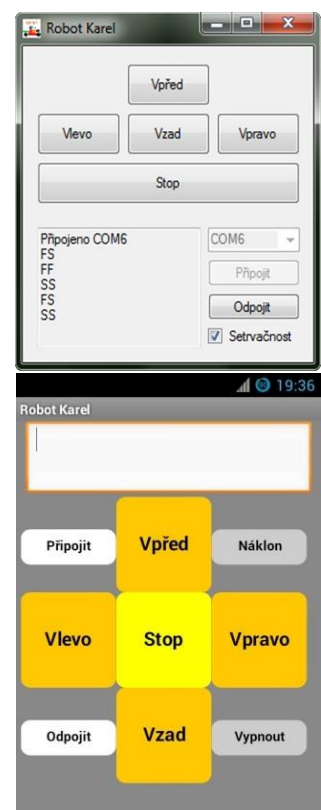 Robot Karel
Vpřed
Vlevo Vzad Vpravo
Stop
Připojeno COM6
FS
FF
SS
FS
SS
COM6
Připojit
Odpojit
Setrvačnost
19:36
Robot Karel
Připojit Vpřed Náklon
Vlevo Stop Vpravo
Odpojit Vzad Vypnout